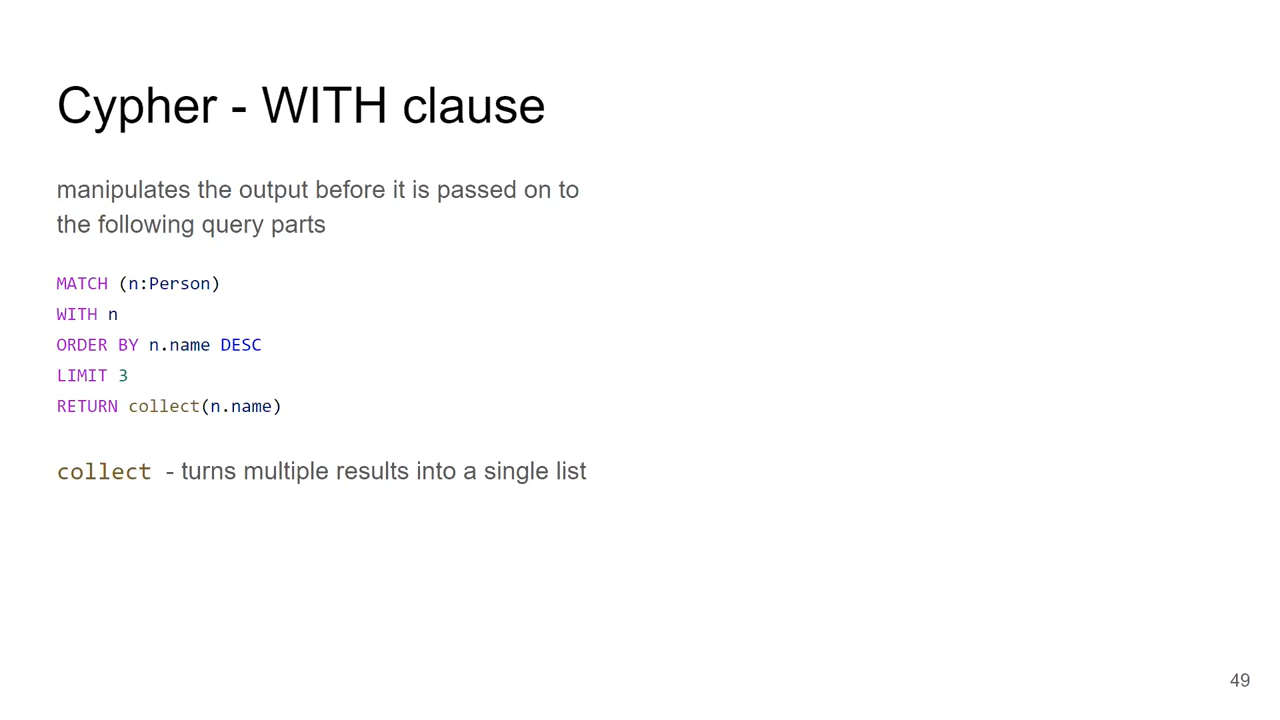 Cypher - WITH clause
manipulates the output before it is passed on to
the following query parts
MATCH (n:Person)
WITH n
ORDER BY n.name DESC
LIMIT 3
RETURN collect(n.name)
collect - turns multiple results into a single list
49